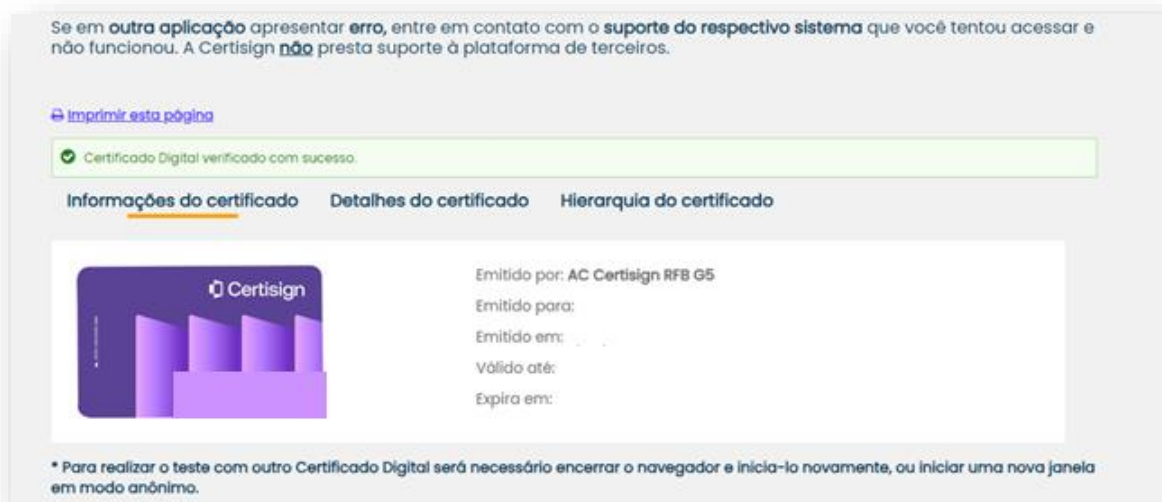 Se em outra aplicação apresentar erro, entre em contato com o suporte do respectivo sistema que você tentou acessar e
não funcionou. A Certisign não presta suporte à plataforma de terceiros.
Imprimir esta página
Certificado Digital verificado com sucesso.
Informações do certificado Detalhes do certificado Hierarquia do certificado
Certisign
Emitido por: AC Certisign RFB G5
Emitido para:
Emitido em:
Válido até:
Expira em:
* Para realizar o teste com outro Certificado Digital será necessário encerrar o navegador e inicia-lo novamente, ou iniciar uma nova janela
em modo anônimo.